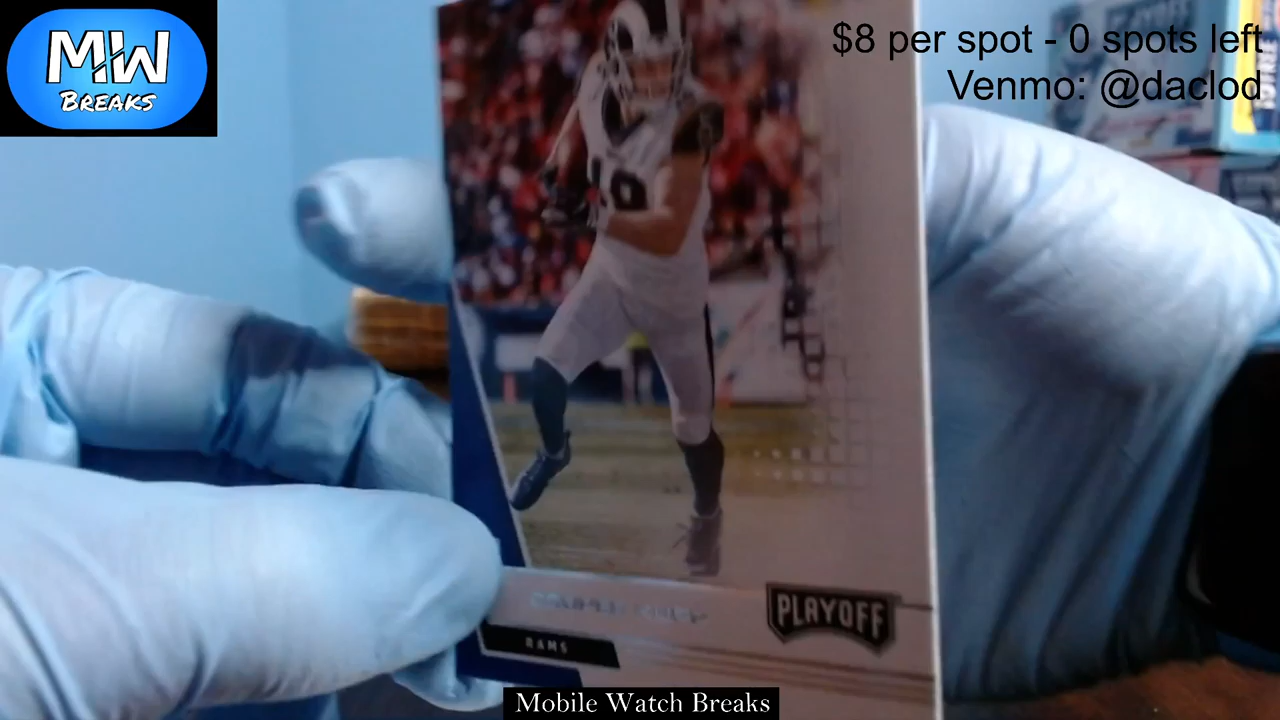 MW
BREAKS
$8 per spot - 0 spots left
Venmo: @daclod
PLAYOFF
RAMS
Mobile Watch Breaks